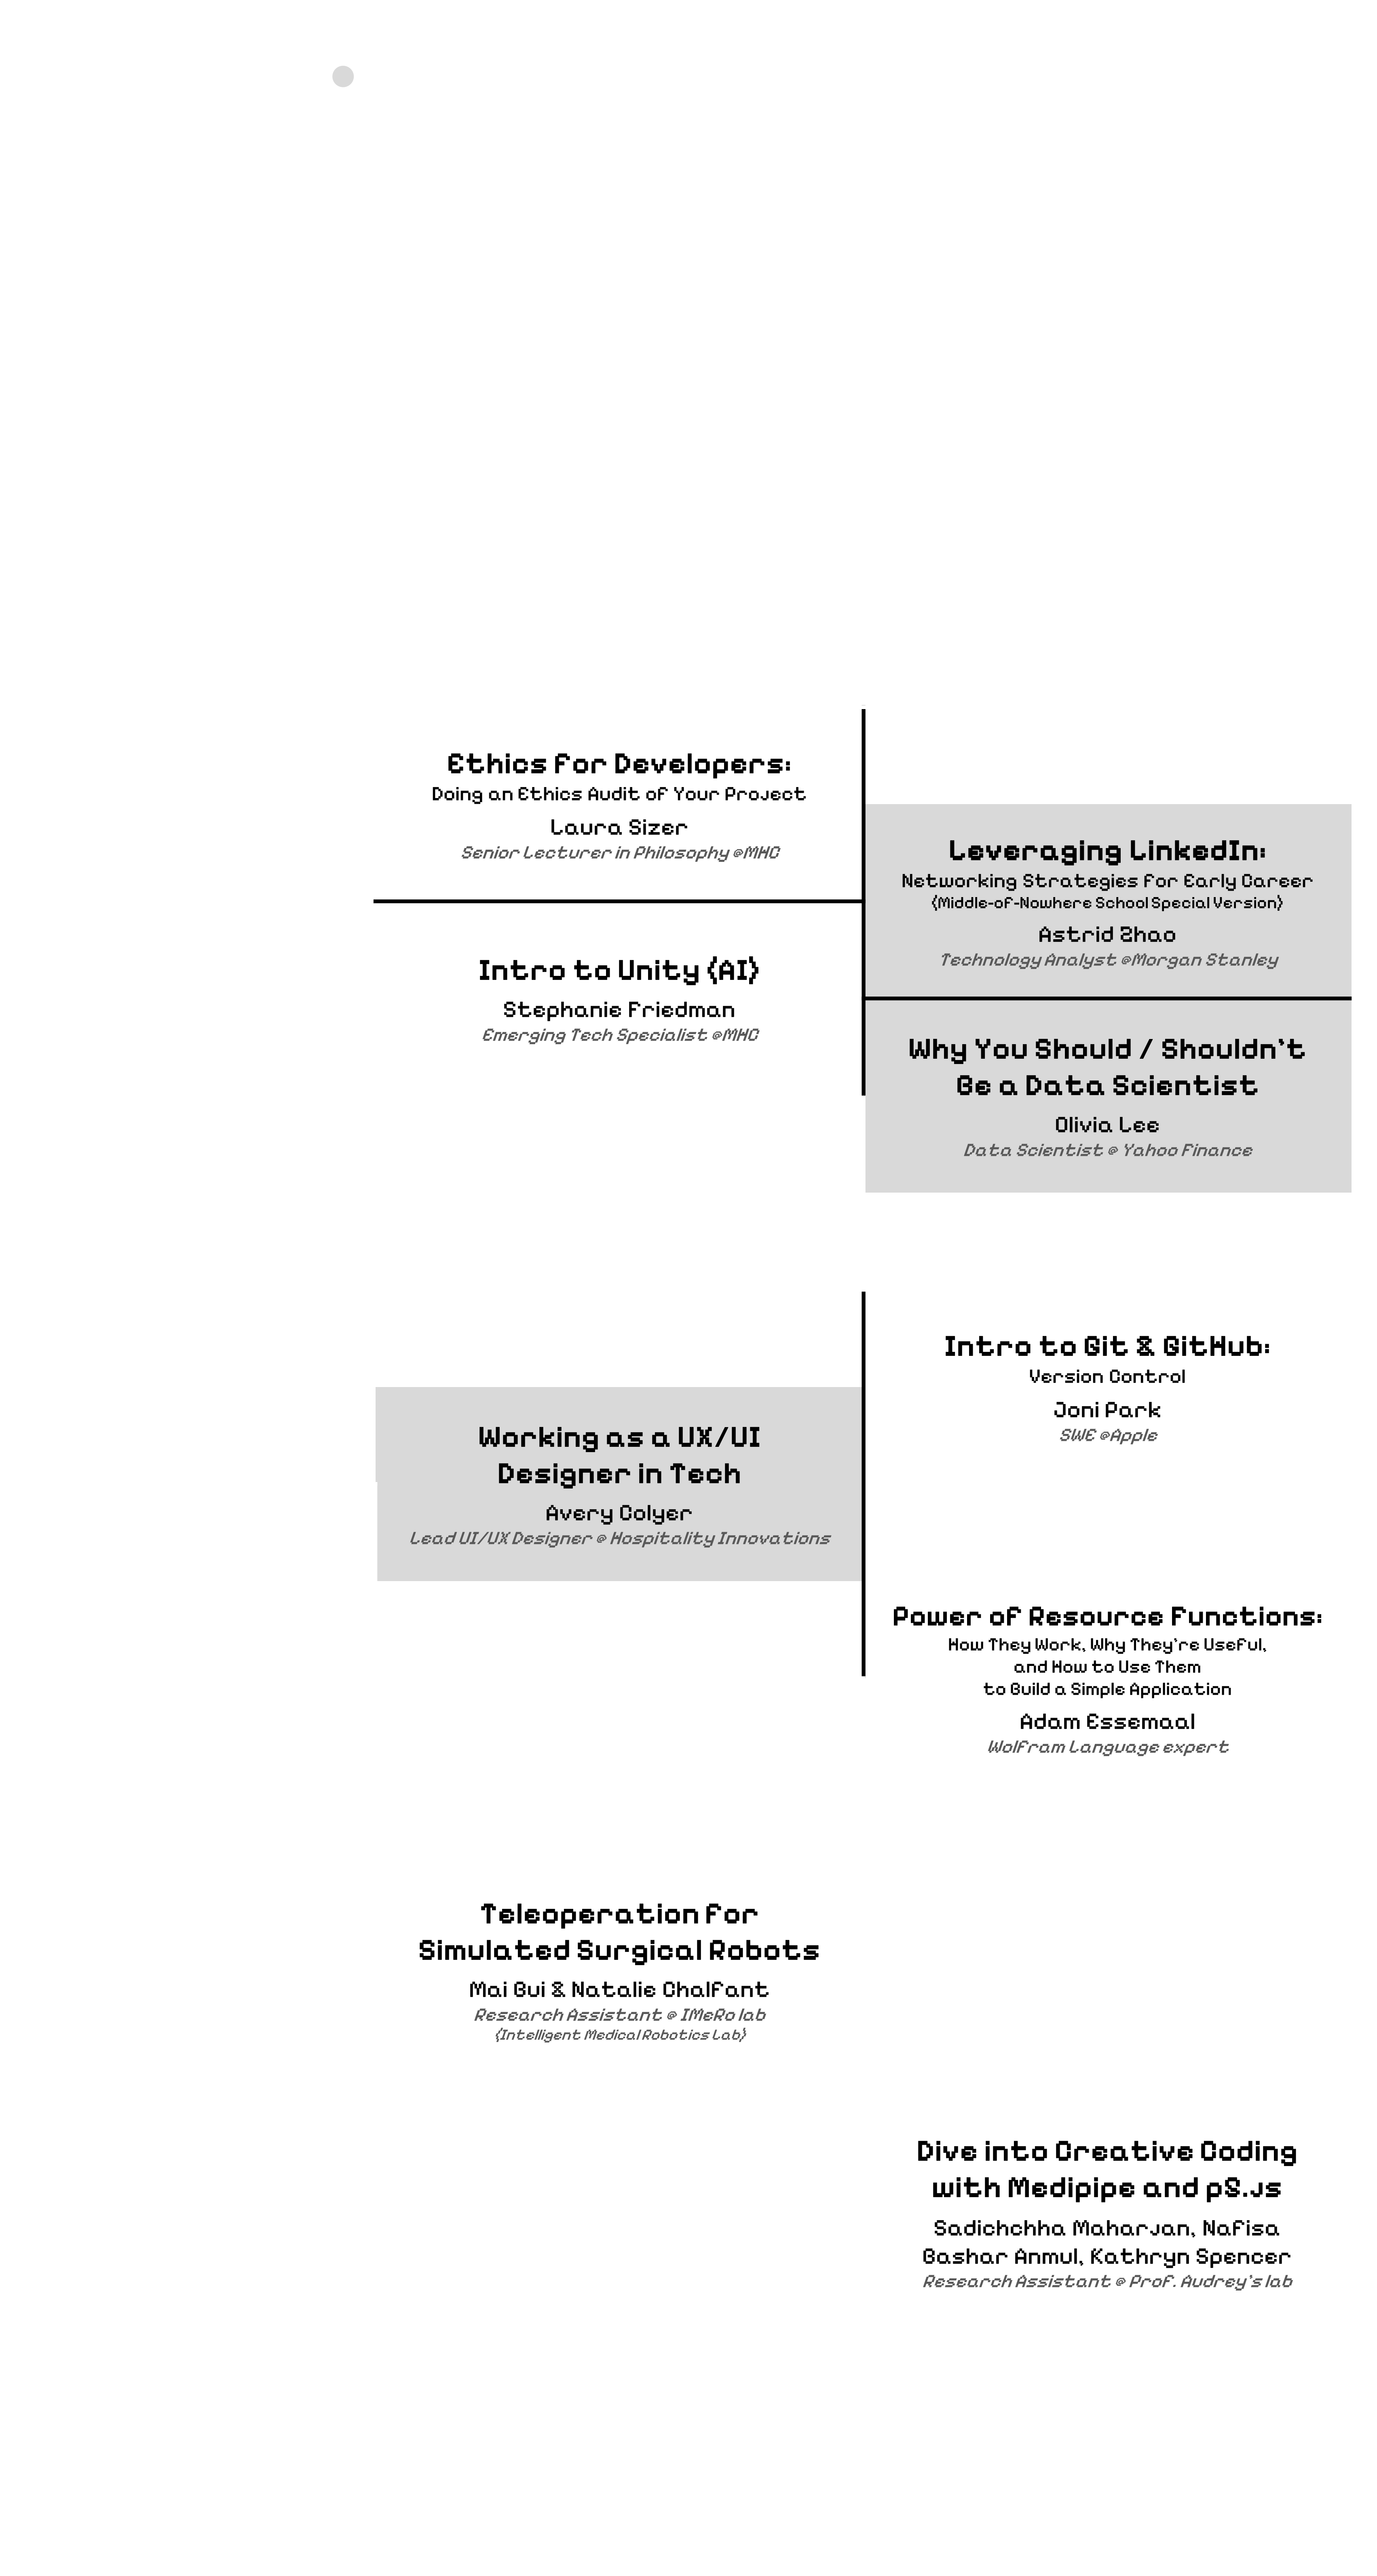 Ethics for Developers:
Doing an Ethics Audit of Your Project
Laura Sizer
Senior Lecturer in Philosophy @MHC
Leveraging LinkedIn:
Networking Strategies for Early Career
(Middle-of-Nowhere School Special Version)
Astrid Zhao
Technology Analyst @Morgan Stanley
Intro to Unity (AI)
Stephanie Friedman
Emerging Tech Specialist @MHC
Why You Should / Shouldn't
Be a Data Scientist
Olivia Lee
Data Scientist @ Yahoo Finance
Intro to Git & GitHub:
Version Control
Joni Park
SWE @Apple
Working as a UX/UI
Designer in Tech
Avery Colyer
Lead UI/UX Designer @ Hospitality Innovations
Power of Resource Functions:
How They Work, Why They're Useful,
and How to Use Them
to Build a Simple Application
Adam Essemaal
Wolfram Language expert
Teleoperation for
Simulated Surgical Robots
Mai Bui & Natalie Chalfant
Research Assistant @ IMeRo lab
(Intelligent Medical Robotics Lab)
Dive into Creative Coding
with Medipipe and p5.js
Sadichchha Maharjan, Nafisa
Bashar Anmul, Kathryn Spencer
Research Assistant @ Prof. Audrey's lab